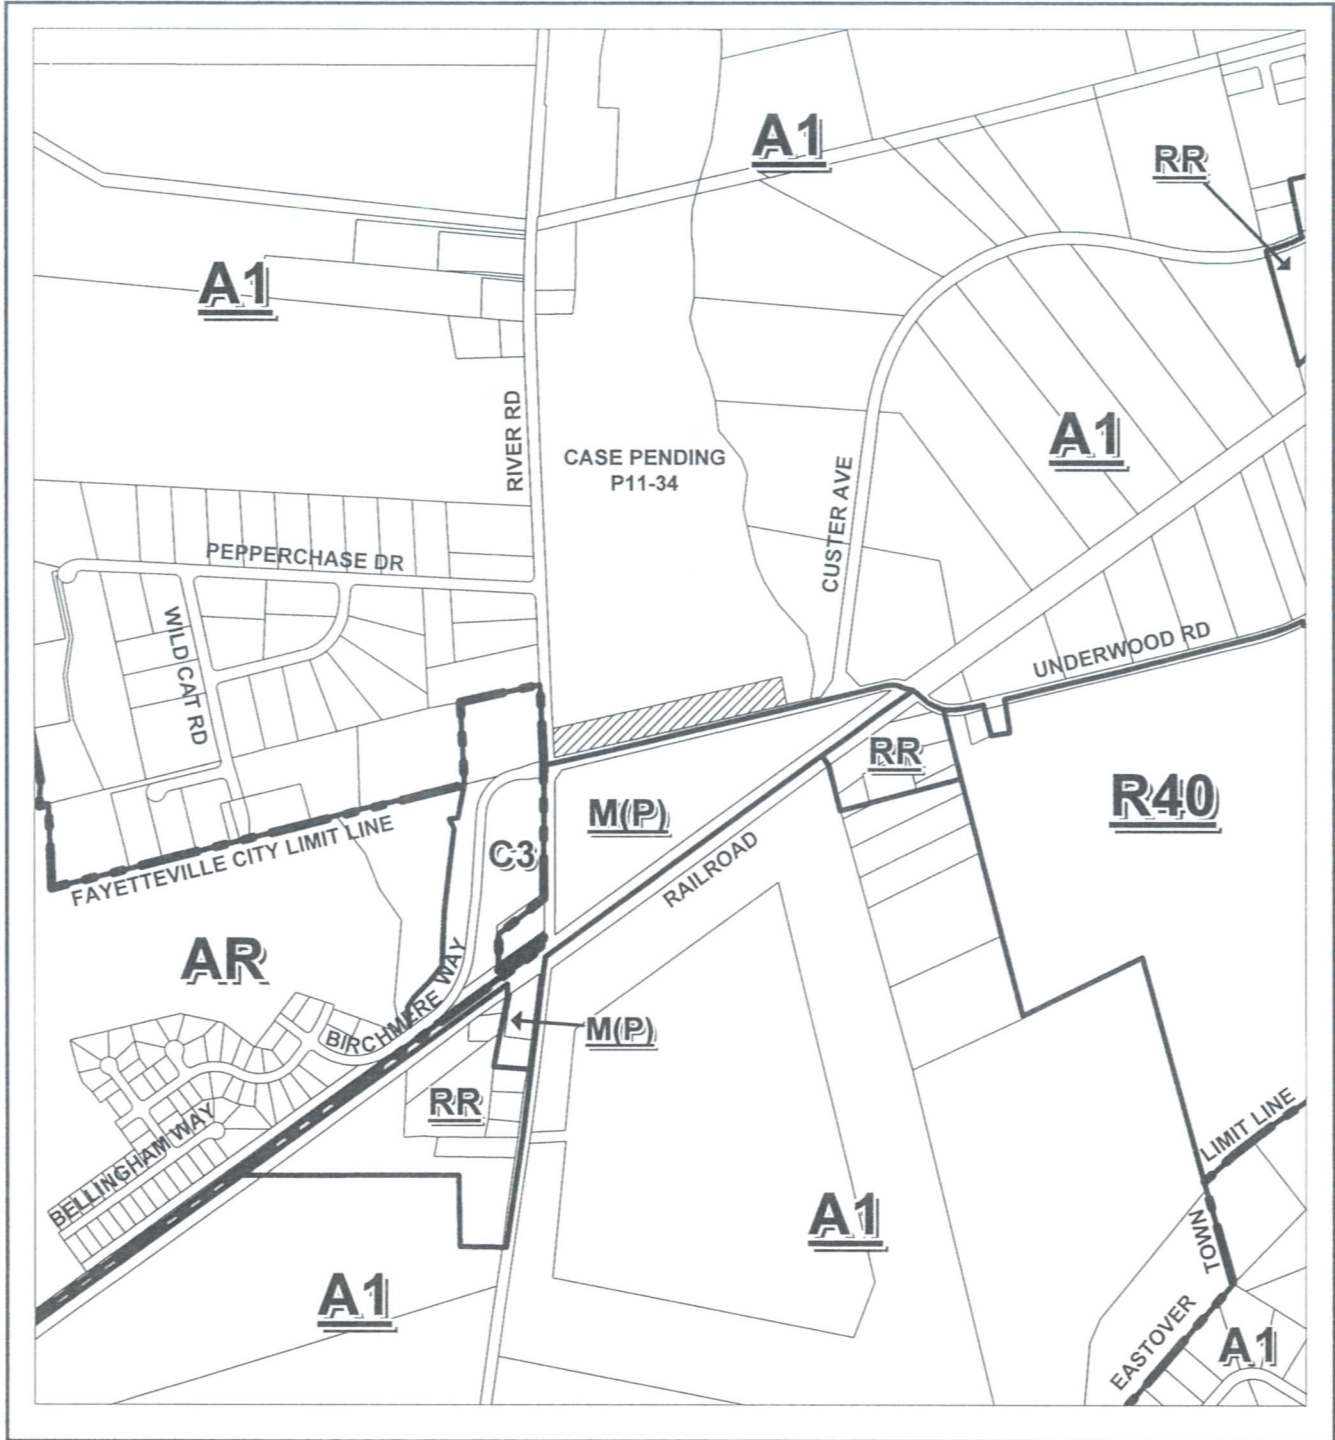 A1
RR
A1
RIVER RD
CASE PENDING
P11-34
A1
CUSTER AVE
PEPPERCHASE DR
WILD CAT RD
UNDERWOOD RD
RR
R40
M(P)
C3
RAILROAD
FAYETTEVILLE CITY LIMIT LINE
AR
BIRCHMERE WAY
M(P)
RR
BELLINGHAM WAY
LIMIT LINE
A1
TOWN
A1
EASTOVER
A1